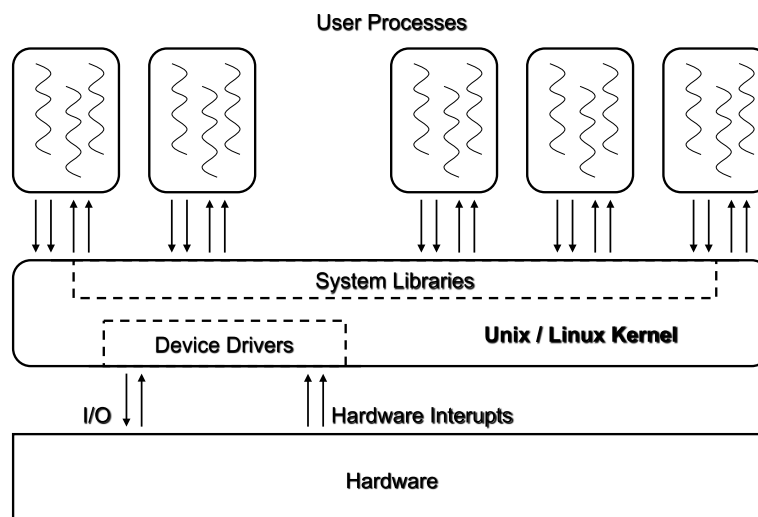 User Processes
System Libraries
Unix / Linux Kernel
Device Drivers
I/O
Hardware Interupts
Hardware